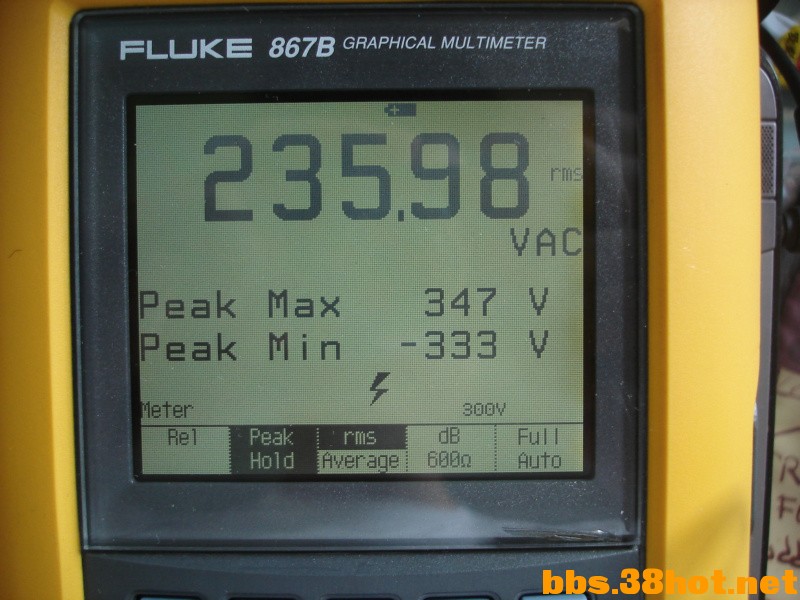 FLUKE 867B GRAPHICAL MULTIMETER
235.98 rms
VAC
Peak Max 347 V
Peak Min -333 V
Meter 300V
Rel Peak rms dB Full
Hold Average 600Ω Auto
bbs.38hot.net